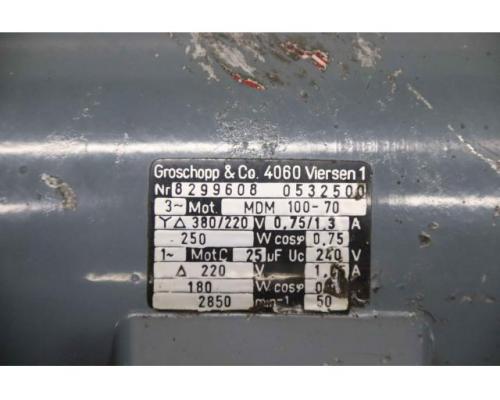 Groschopp & Co. 4060 Viersen 1
Nr 8299608 0532500
3~ Mot. MDM 100-70
Y Δ 380/220 V 0,75/1,3 A
250 W cosφ 0,75
1~ Mot C 25 µF Uc 240 V
Δ 220 V A
180 W cosφ
2850 min-1 50